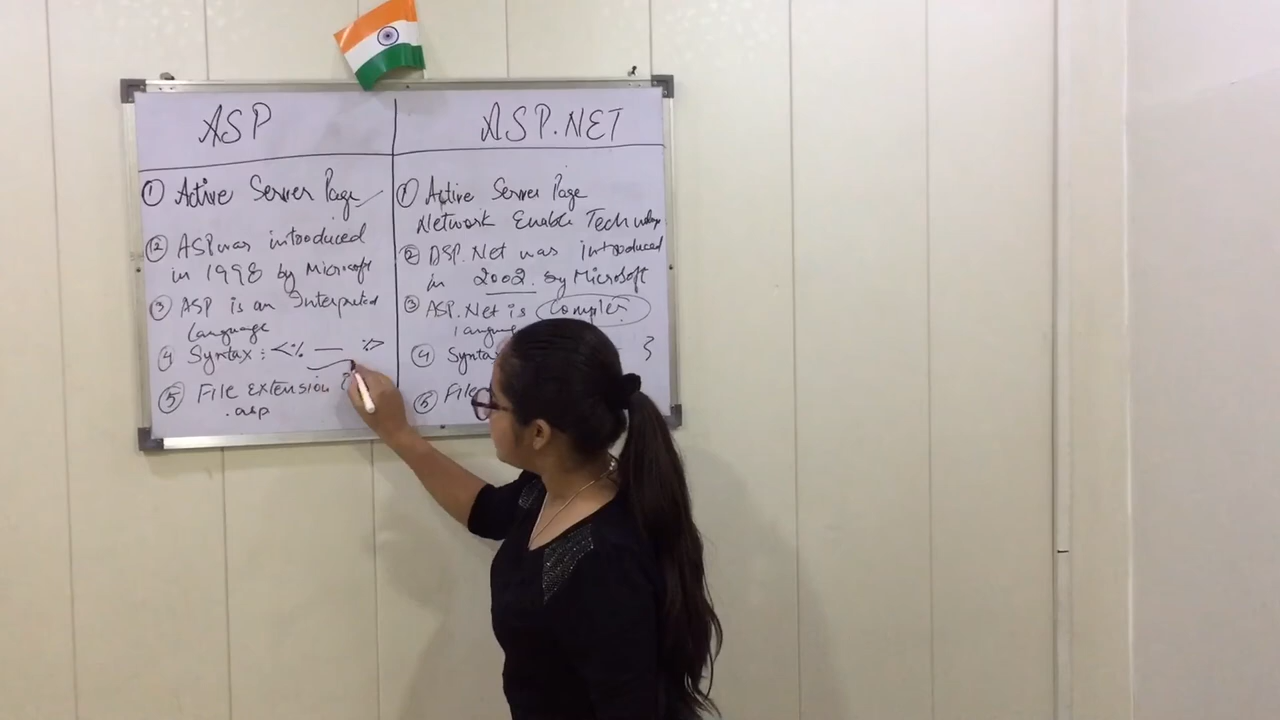 ASP
① Active Server Page
② ASP was introduced
in 1998 by Microsoft
③ ASP is an Interpreted
Language
④ Syntax : <% — %>
⑤ File Extension
.asp
ASP.NET
① Active Server Page
Network Enable Technology
② ASP.Net was introduced
in 2002. by Microsoft
③ ASP.Net is Compiler
langu
④ Synta }
⑤ File